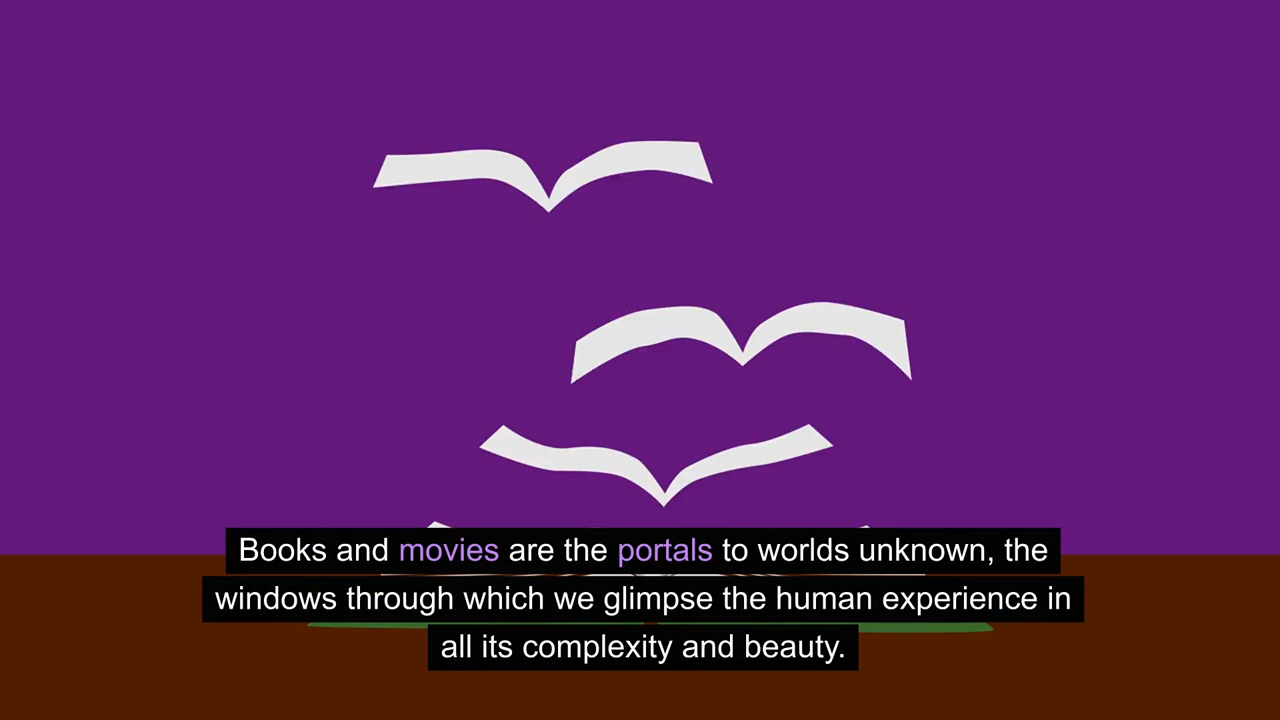 Books and movies are the portals to worlds unknown, the
windows through which we glimpse the human experience in
all its complexity and beauty.